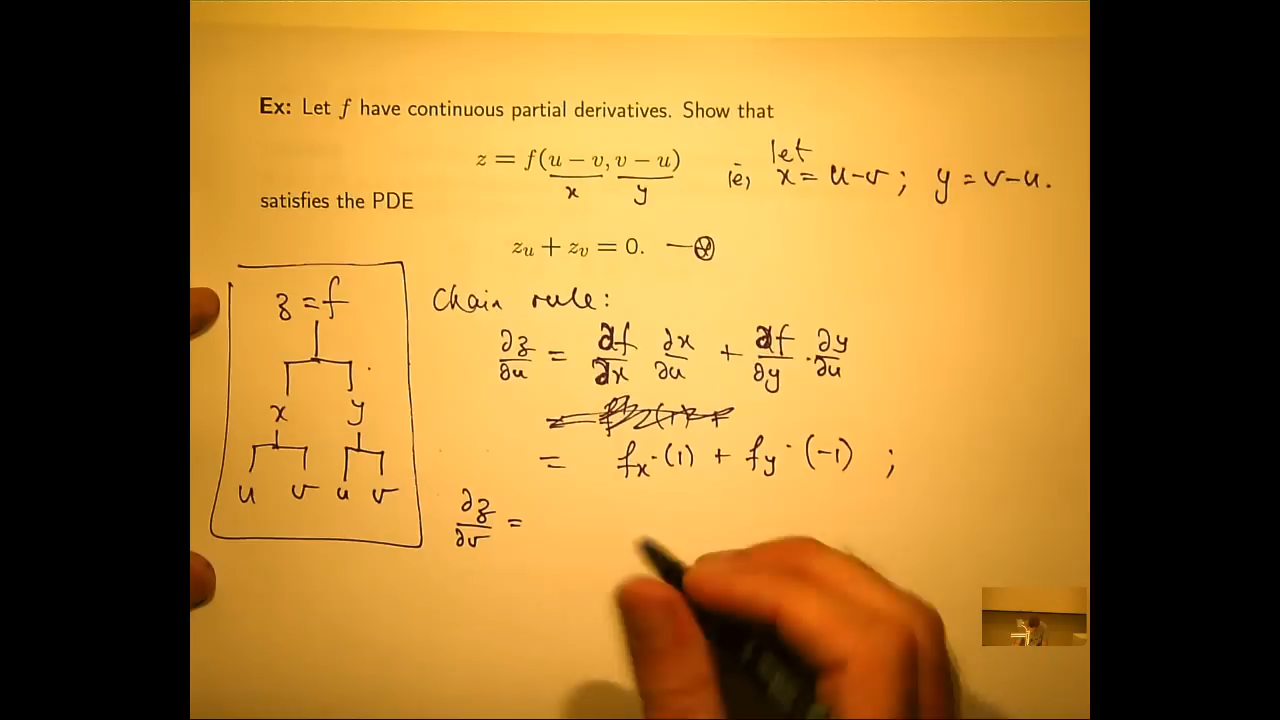 Ex: Let f have continuous partial derivatives. Show that
z = f(u − v, v − u) ie, let x = u-v ; y = v-u.
x y
satisfies the PDE
z_u + z_v = 0. —⊛
z = f
x y
u v u v
Chain rule:
∂z/∂u = ∂f/∂x ∂x/∂u + ∂f/∂y · ∂y/∂u
= f_x · (1) + f_y · (-1) ;
∂z/∂v =